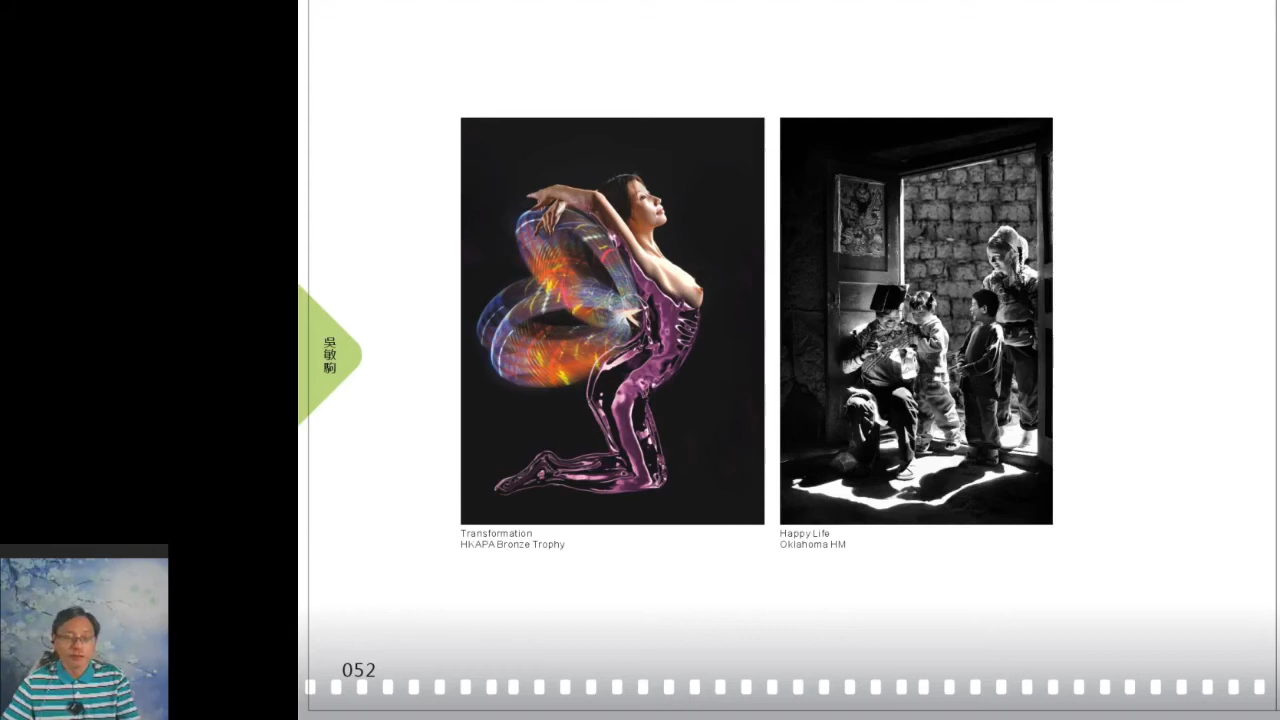 吳敏駒
Transformation
HKAPA Bronze Trophy
Happy Life
Oklahoma HM
052